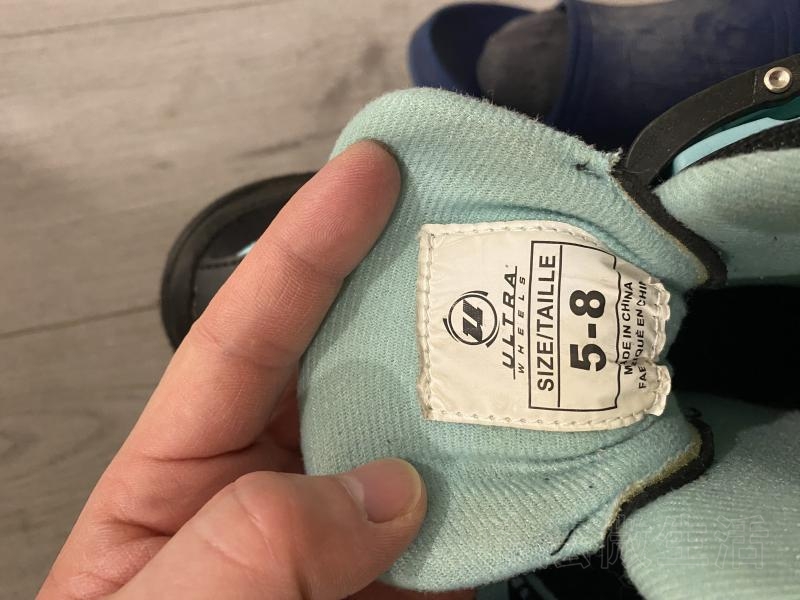 ULTRA
WHEELS
SIZE/TAILLE
5-8
MADE IN CHINA